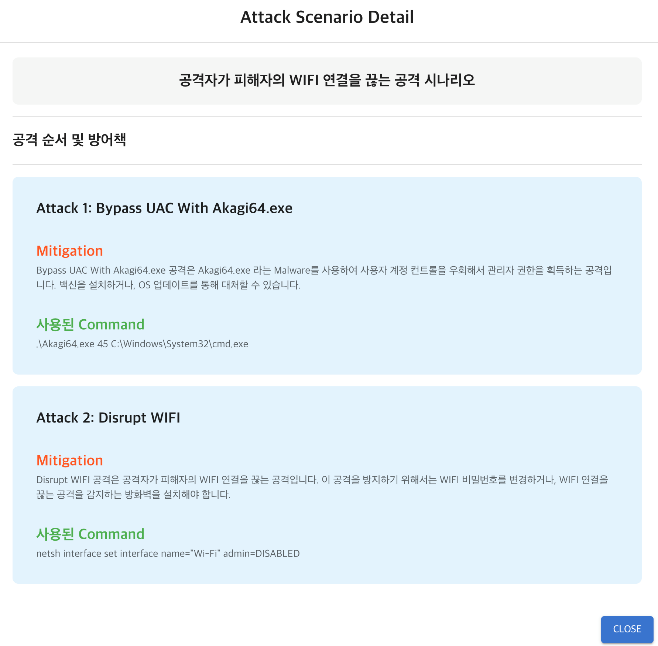 Attack Scenario Detail
공격자가 피해자의 WIFI 연결을 끊는 공격 시나리오
공격 순서 및 방어책
Attack 1: Bypass UAC With Akagi64.exe
Mitigation
Bypass UAC With Akagi64.exe 공격은 Akagi64.exe 라는 Malware를 사용하여 사용자 계정 컨트롤을 우회해서 관리자 권한을 획득하는 공격입
니다. 백신을 설치하거나, OS 업데이트를 통해 대처할 수 있습니다.
사용된 Command
.\Akagi64.exe 45 C:\Windows\System32\cmd.exe
Attack 2: Disrupt WIFI
Mitigation
Disrupt WIFI 공격은 공격자가 피해자의 WIFI 연결을 끊는 공격입니다. 이 공격을 방지하기 위해서는 WIFI 비밀번호를 변경하거나, WIFI 연결을
끊는 공격을 감지하는 방화벽을 설치해야 합니다.
사용된 Command
netsh interface set interface name="Wi-Fi" admin=DISABLED
CLOSE